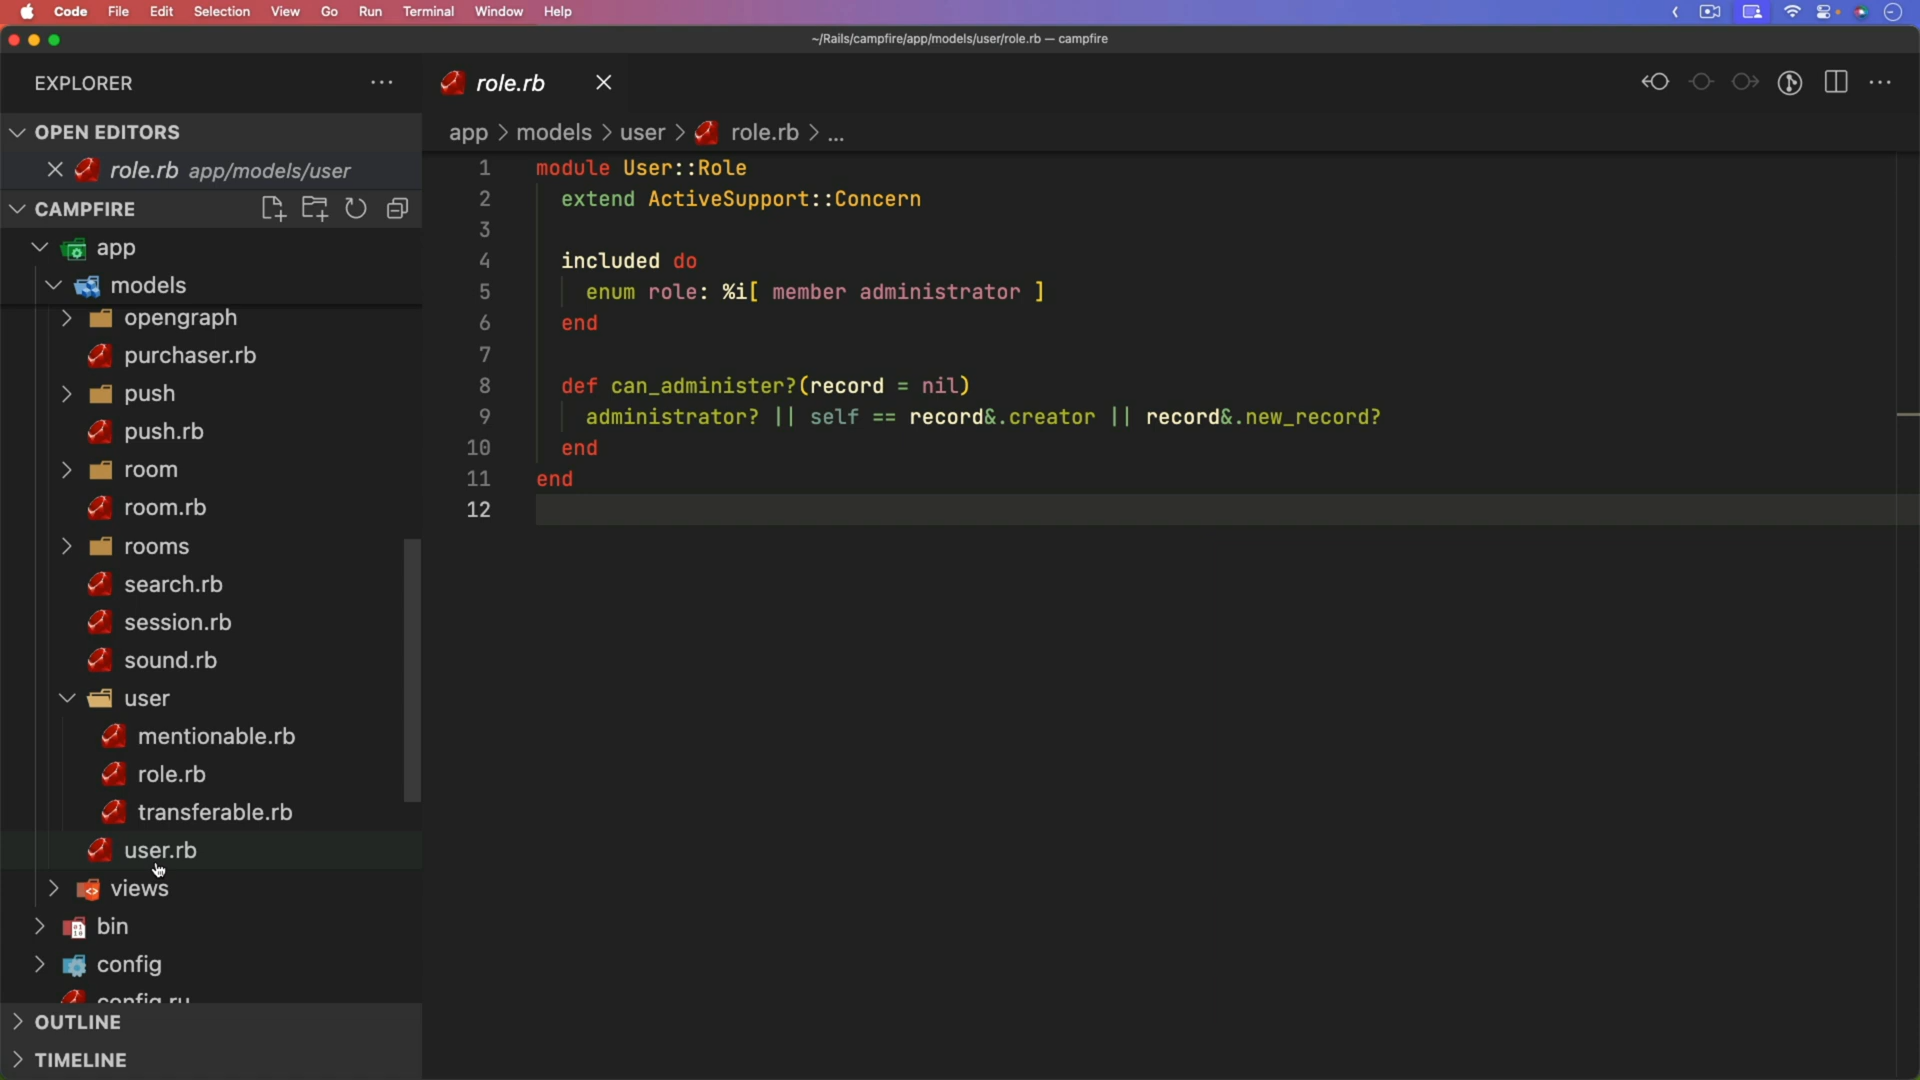 Code File Edit Selection View Go Run Terminal Window Help
~/Rails/campfire/app/models/user/role.rb — campfire
EXPLORER
OPEN EDITORS
role.rb app/models/user
CAMPFIRE
app
models
opengraph
purchaser.rb
push
push.rb
room
room.rb
rooms
search.rb
session.rb
sound.rb
user
mentionable.rb
role.rb
transferable.rb
user.rb
views
bin
config
config.ru
OUTLINE
TIMELINE
role.rb
app > models > user > role.rb > ...
1 module User::Role
2 extend ActiveSupport::Concern
3
4 included do
5 enum role: %i[ member administrator ]
6 end
7
8 def can_administer?(record = nil)
9 administrator? || self == record&.creator || record&.new_record?
10 end
11 end
12